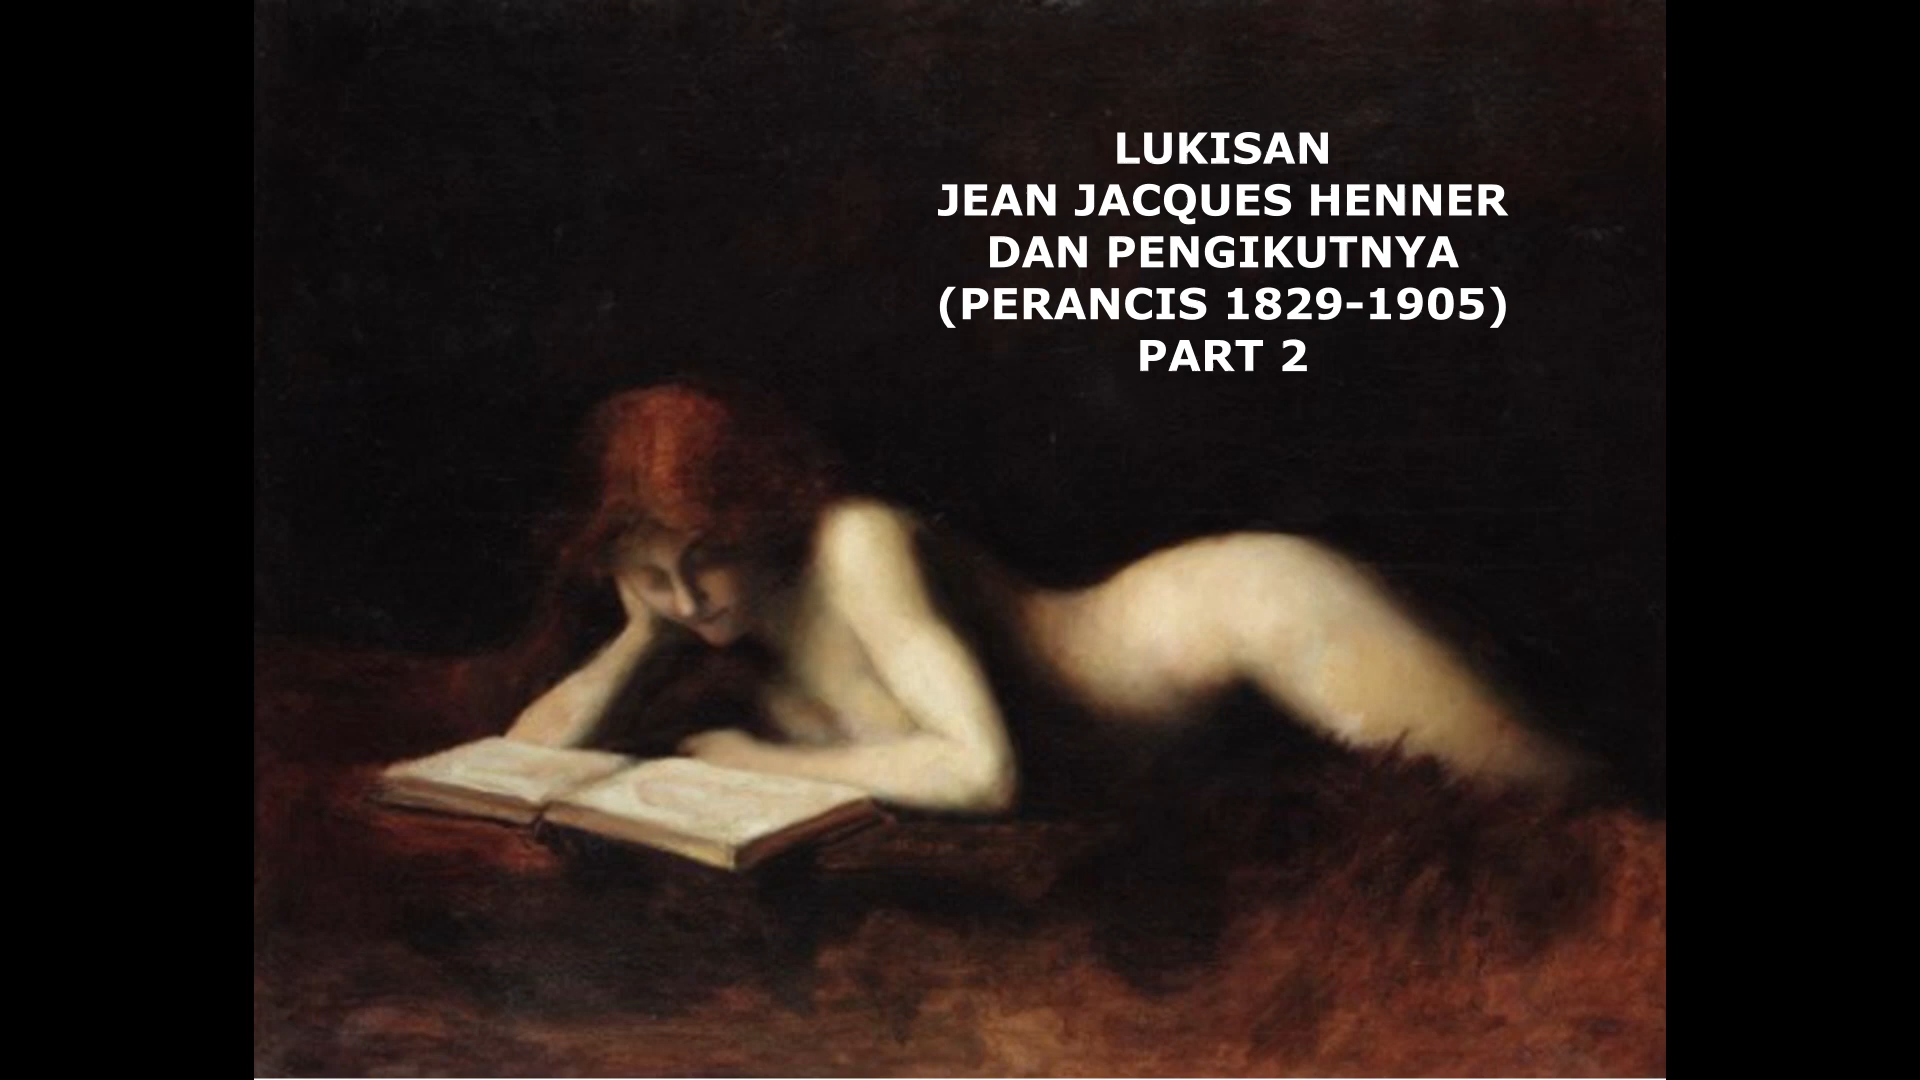 LUKISAN
JEAN JACQUES HENNER
DAN PENGIKUTNYA
(PERANCIS 1829-1905)
PART 2